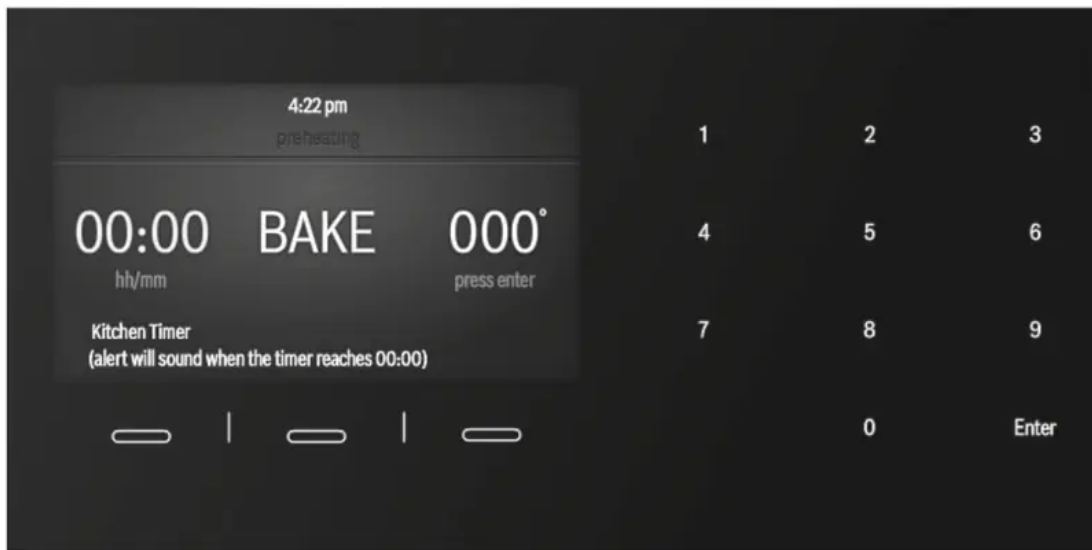 4:22 pm
preheating
00:00 BAKE 000°
hh/mm press enter
Kitchen Timer
(alert will sound when the timer reaches 00:00)
1 2 3
4 5 6
7 8 9
0 Enter